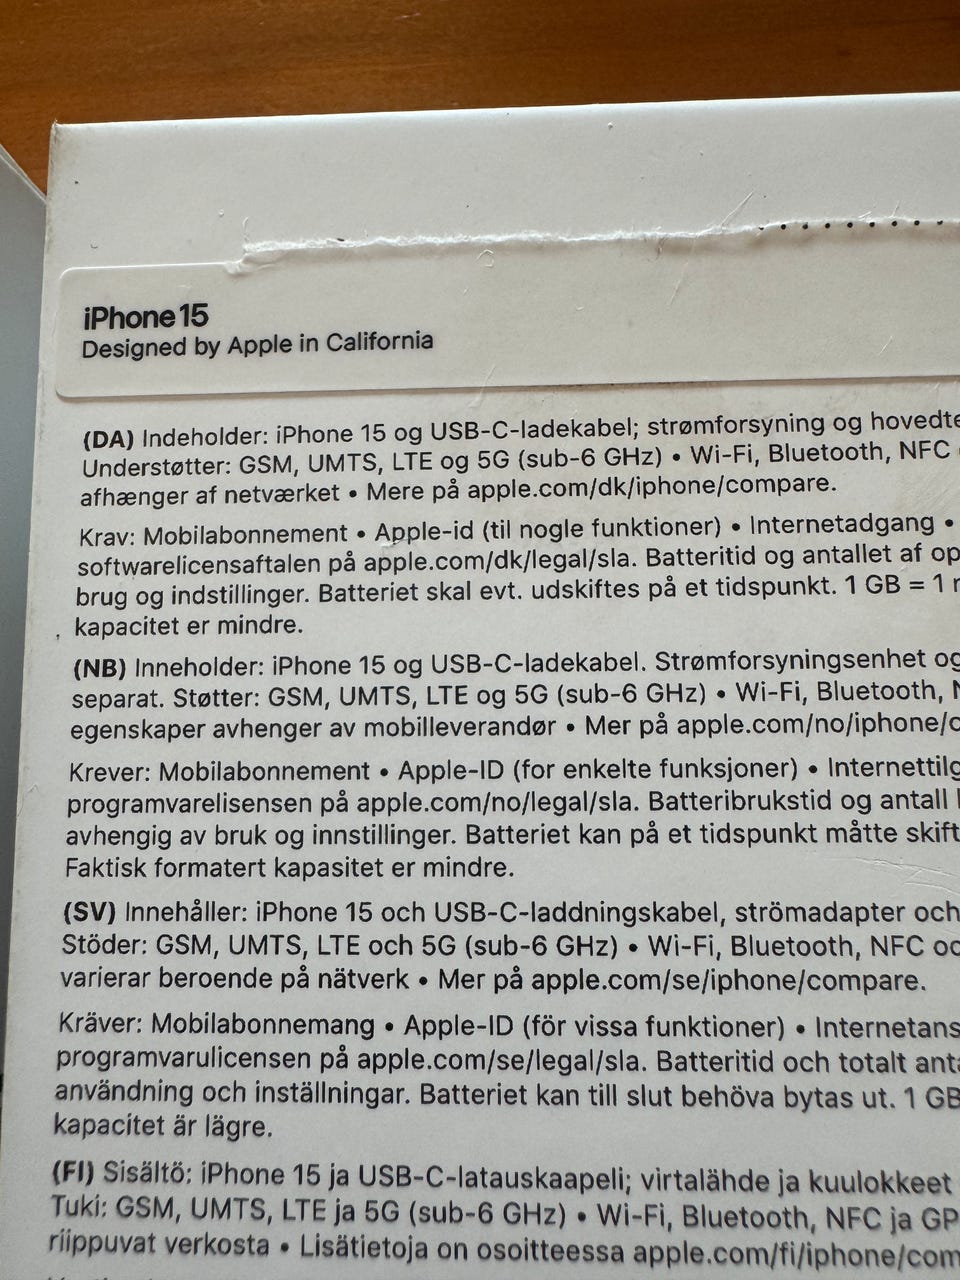 iPhone 15
Designed by Apple in California
(DA) Indeholder: iPhone 15 og USB-C-ladekabel; strømforsyning og hovedte
Understøtter: GSM, UMTS, LTE og 5G (sub-6 GHz) • Wi-Fi, Bluetooth, NFC
afhænger af netværket • Mere på apple.com/dk/iphone/compare.
Krav: Mobilabonnement • Apple-id (til nogle funktioner) • Internetadgang •
softwarelicensaftalen på apple.com/dk/legal/sla. Batteritid og antallet af op
brug og indstillinger. Batteriet skal evt. udskiftes på et tidspunkt. 1 GB = 1
kapacitet er mindre.
(NB) Inneholder: iPhone 15 og USB-C-ladekabel. Strømforsyningsenhet og
separat. Støtter: GSM, UMTS, LTE og 5G (sub-6 GHz) • Wi-Fi, Bluetooth,
egenskaper avhenger av mobilleverandør • Mer på apple.com/no/iphone/c
Krever: Mobilabonnement • Apple-ID (for enkelte funksjoner) • Internettilg
programvarelisensen på apple.com/no/legal/sla. Batteribrukstid og antall
avhengig av bruk og innstillinger. Batteriet kan på et tidspunkt måtte skift
Faktisk formatert kapasitet er mindre.
(SV) Innehåller: iPhone 15 och USB-C-laddningskabel, strömadapter och
Stöder: GSM, UMTS, LTE och 5G (sub-6 GHz) • Wi-Fi, Bluetooth, NFC oc
varierar beroende på nätverk • Mer på apple.com/se/iphone/compare.
Kräver: Mobilabonnemang • Apple-ID (för vissa funktioner) • Internetans
programvarulicensen på apple.com/se/legal/sla. Batteritid och totalt anta
användning och inställningar. Batteriet kan till slut behöva bytas ut. 1 GB
kapacitet är lägre.
(FI) Sisältö: iPhone 15 ja USB-C-latauskaapeli; virtalähde ja kuulokkeet
Tuki: GSM, UMTS, LTE ja 5G (sub-6 GHz) • Wi-Fi, Bluetooth, NFC ja GP
riippuvat verkosta • Lisätietoja on osoitteessa apple.com/fi/iphone/com